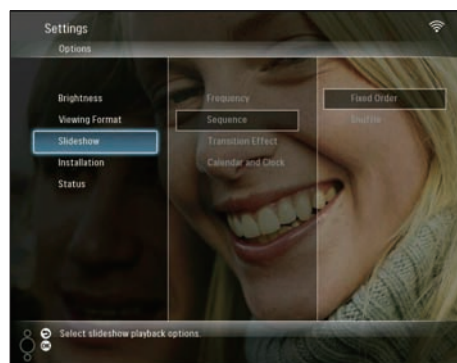 Settings
Options
Brightness
Viewing Format
Slideshow
Installation
Status
Frequency
Sequence
Transition Effect
Calendar and Clock
Fixed Order
Shuffle
Select slideshow playback options.
OK